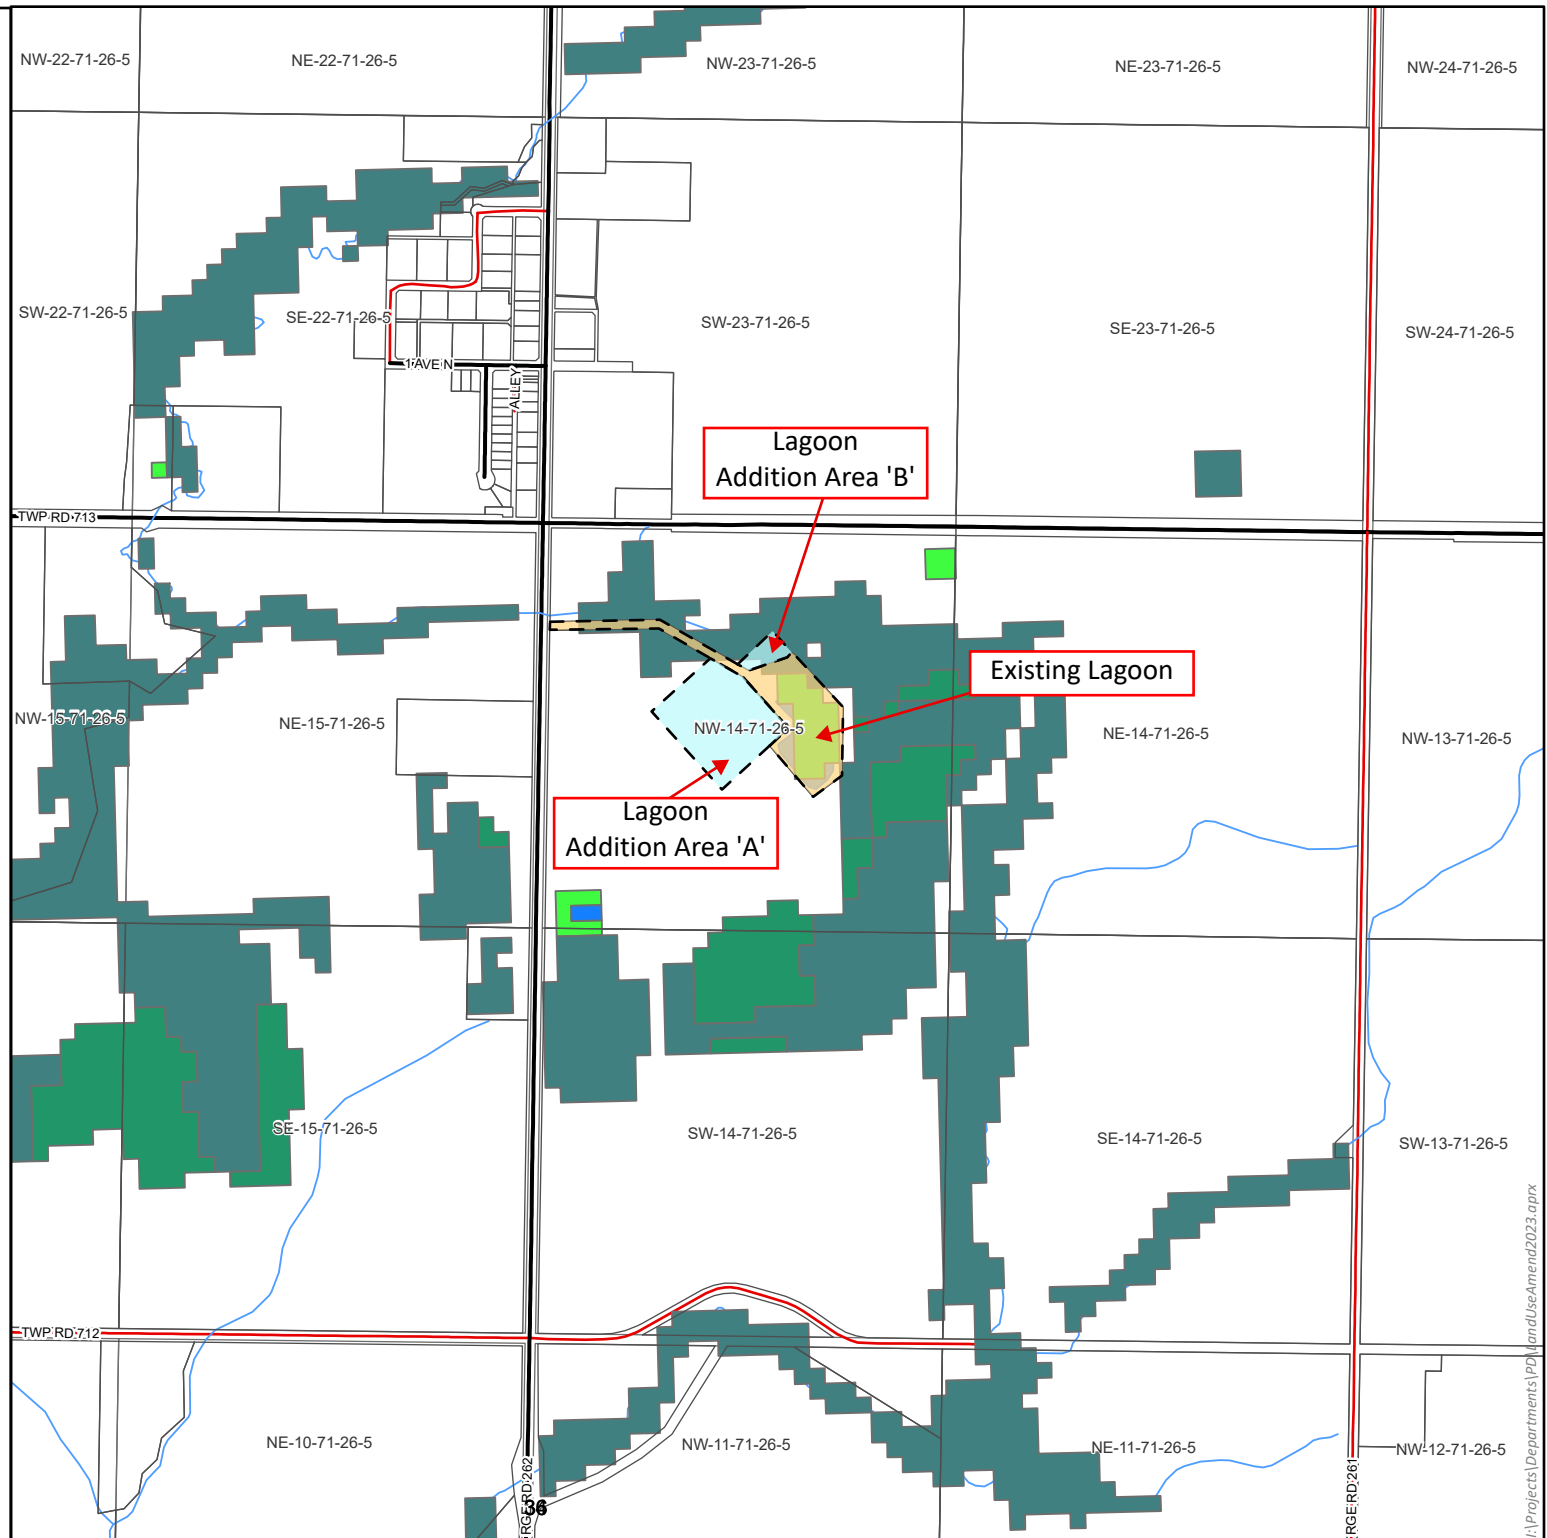 NW-22-71-26-5
NE-22-71-26-5
NW-23-71-26-5
NE-23-71-26-5
NW-24-71-26-5
SW-22-71-26-5
SE-22-71-26-5
SW-23-71-26-5
SE-23-71-26-5
SW-24-71-26-5
1 AVE N
ALLEY
Lagoon
Addition Area 'B'
TWP RD 713
Existing Lagoon
NW-15-71-26-5
NE-15-71-26-5
NW-14-71-26-5
NE-14-71-26-5
NW-13-71-26-5
Lagoon
Addition Area 'A'
SE-15-71-26-5
SW-14-71-26-5
SE-14-71-26-5
SW-13-71-26-5
TWP RD 712
NE-10-71-26-5
NW-11-71-26-5
NE-11-71-26-5
NW-12-71-26-5
RGE RD 262
RGE RD 261
I:\Projects\Departments\PD\LandUseAmend2023.aprx